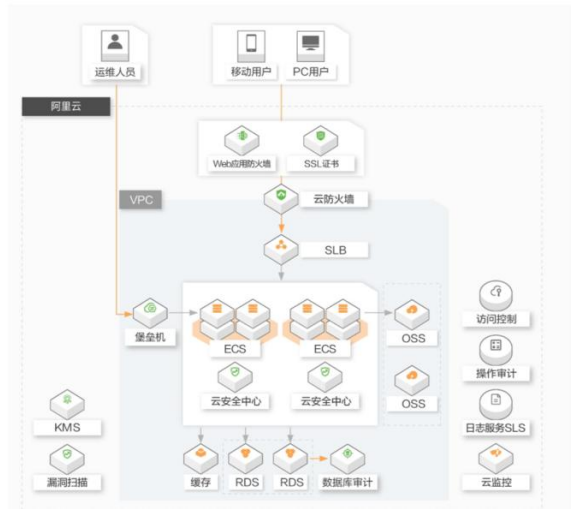 运维人员
移动用户
PC用户
阿里云
Web应用防火墙
SSL证书
VPC
云防火墙
SLB
堡垒机
ECS
ECS
OSS
访问控制
云安全中心
云安全中心
OSS
操作审计
KMS
日志服务SLS
漏洞扫描
缓存
RDS
RDS
数据库审计
云监控